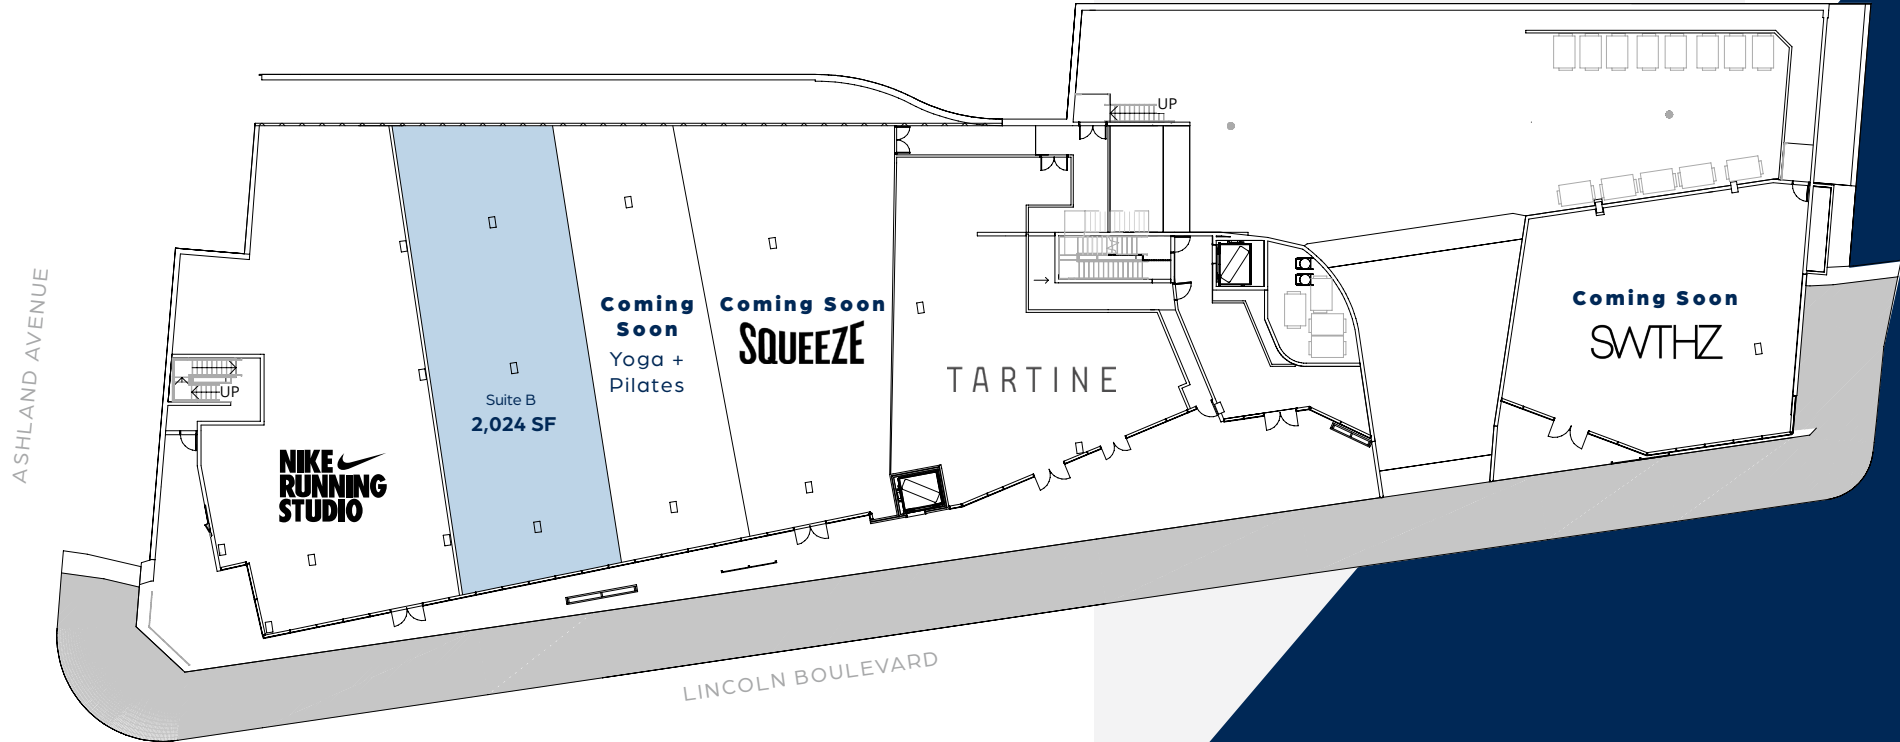 UP
ASHLAND AVENUE
UP
NIKE
RUNNING
STUDIO
Suite B
2,024 SF
Coming
Soon
Yoga +
Pilates
Coming Soon
SQUEEZE
TARTINE
Coming Soon
SWTHZ
LINCOLN BOULEVARD